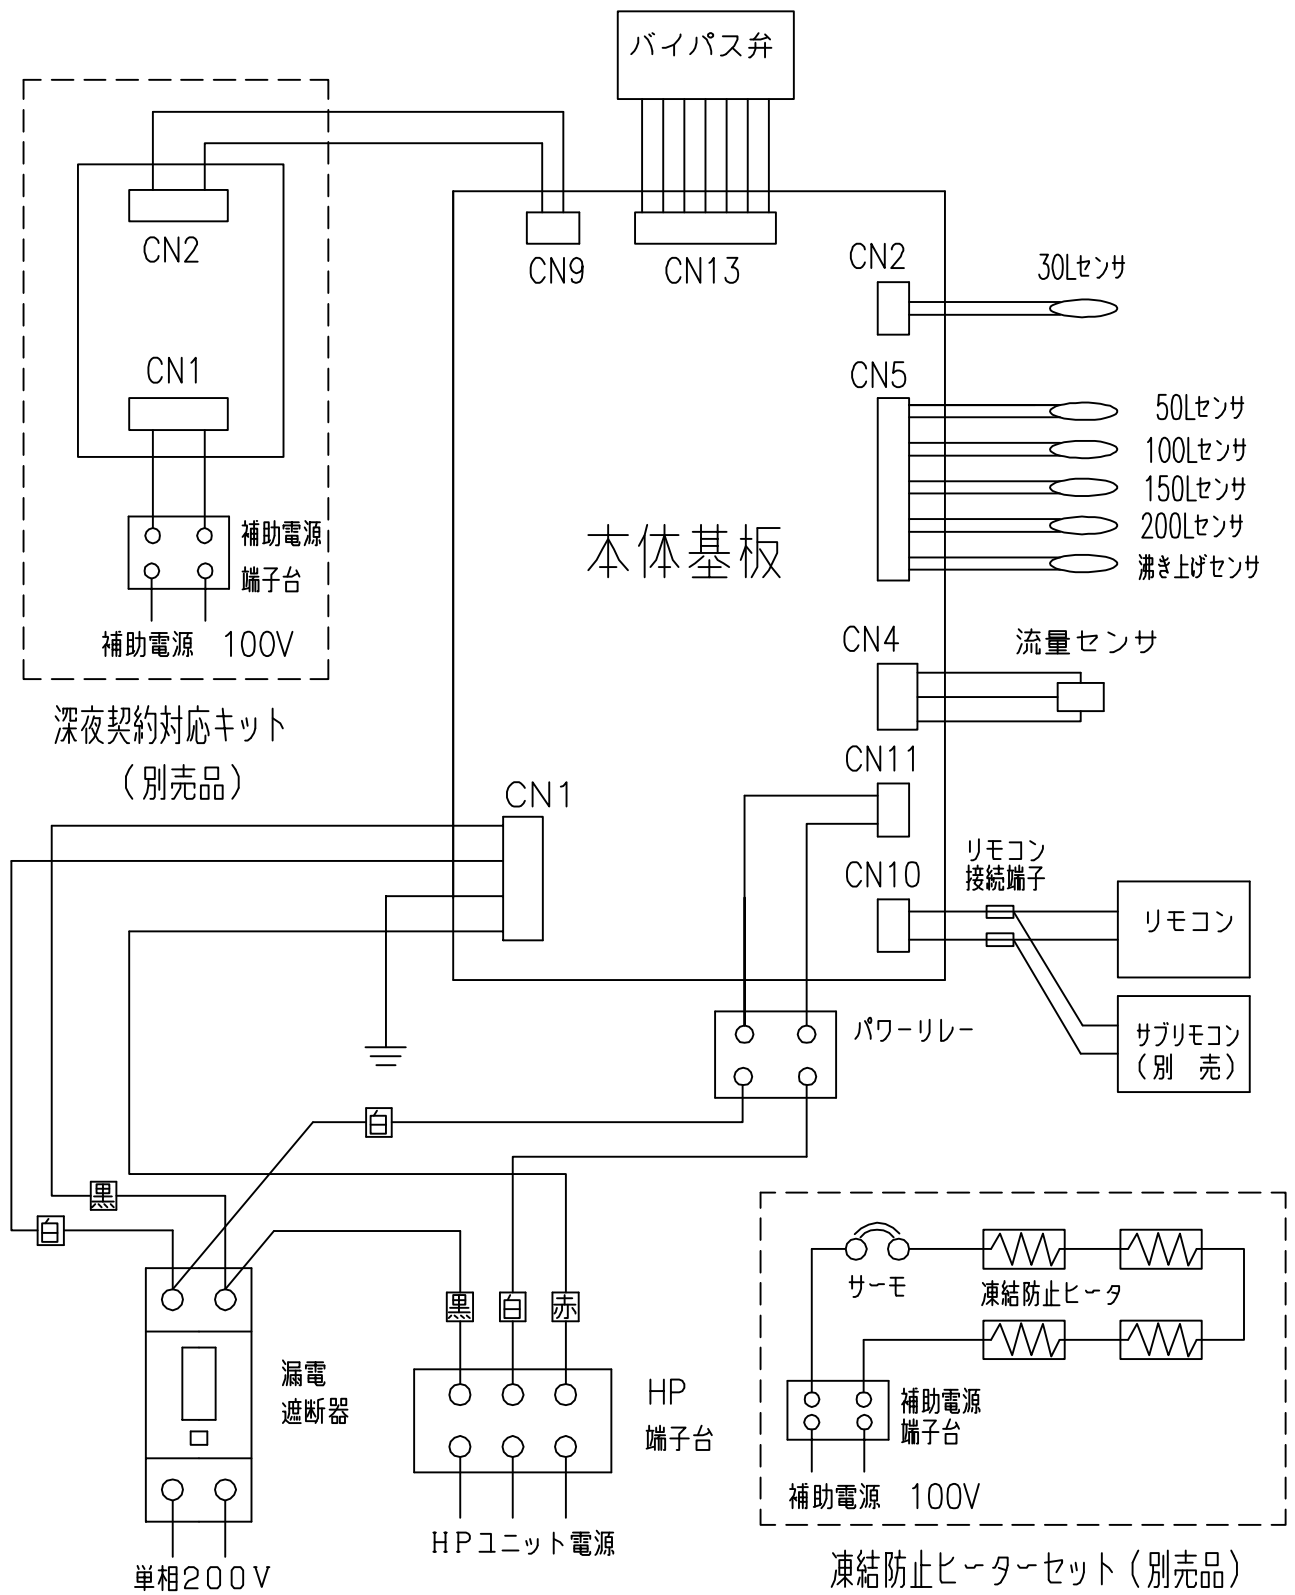 バイパス弁
CN2
CN9
CN13
CN2
30Lセンサ
CN1
CN5
50Lセンサ
100Lセンサ
150Lセンサ
200Lセンサ
沸き上げセンサ
本体基板
補助電源
端子台
補助電源 100V
深夜契約対応キット
(別売品)
CN4
流量センサ
CN11
CN1
リモコン
接続端子
CN10
リモコン
サブリモコン
(別 売)
パワーリレー
白
黒
白
黒
白
赤
サーモ
凍結防止ヒータ
漏電
遮断器
HP
端子台
補助電源
端子台
補助電源 100V
HPユニット電源
単相200V
凍結防止ヒーターセット(別売品)